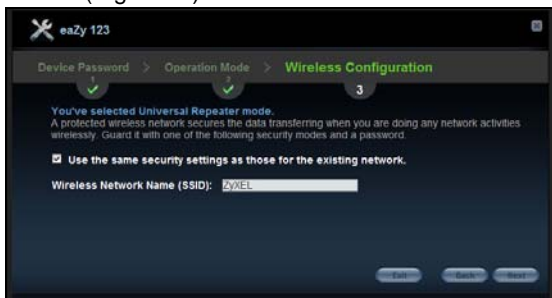 eaZy 123
Device Password > Operation Mode > Wireless Configuration
1 2 3
You've selected Universal Repeater mode.
A protected wireless network secures the data transferring when you are doing any network activities
wirelessly. Guard it with one of the following security modes and a password.
Use the same security settings as those for the existing network.
Wireless Network Name (SSID): ZyXEL
Exit Back Next